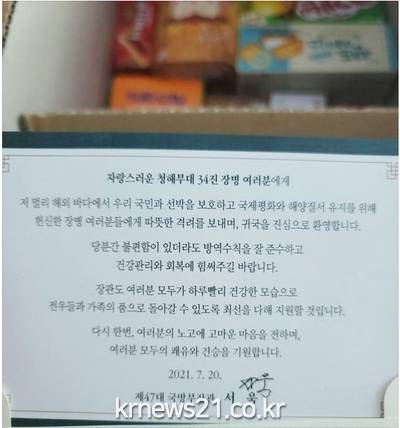 자랑스러운 청해부대 34진 장병 여러분에게
저 멀리 해외 바다에서 우리 국민과 선박을 보호하고 국제평화와 해양질서 유지를 위해
헌신한 장병 여러분들에게 따뜻한 격려를 보내며, 귀국을 진심으로 환영합니다.
당분간 불편함이 있더라도 방역수칙을 잘 준수하고
건강관리와 회복에 힘써주길 바랍니다.
장관도 여러분 모두가 하루빨리 건강한 모습으로
전우들과 가족의 품으로 돌아갈 수 있도록 최선을 다해 지원할 것입니다.
다시 한번, 여러분의 노고에 고마운 마음을 전하며,
여러분 모두의 쾌유와 건승을 기원합니다.
2021. 7. 20.
제47대 국방부장관 서 욱
krnews21.co.kr